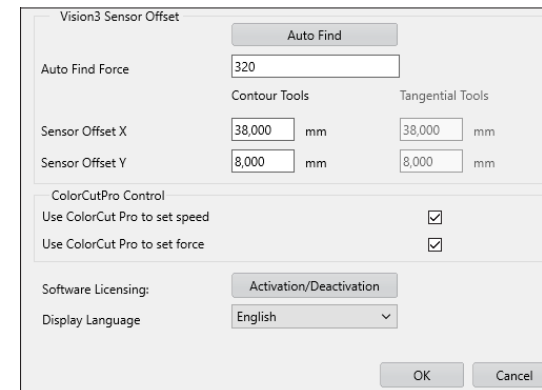 Vision3 Sensor Offset
Auto Find
Auto Find Force 320
Contour Tools Tangential Tools
Sensor Offset X 38,000 mm 38,000 mm
Sensor Offset Y 8,000 mm 8,000 mm
ColorCutPro Control
Use ColorCut Pro to set speed
Use ColorCut Pro to set force
Software Licensing: Activation/Deactivation
Display Language English
OK Cancel